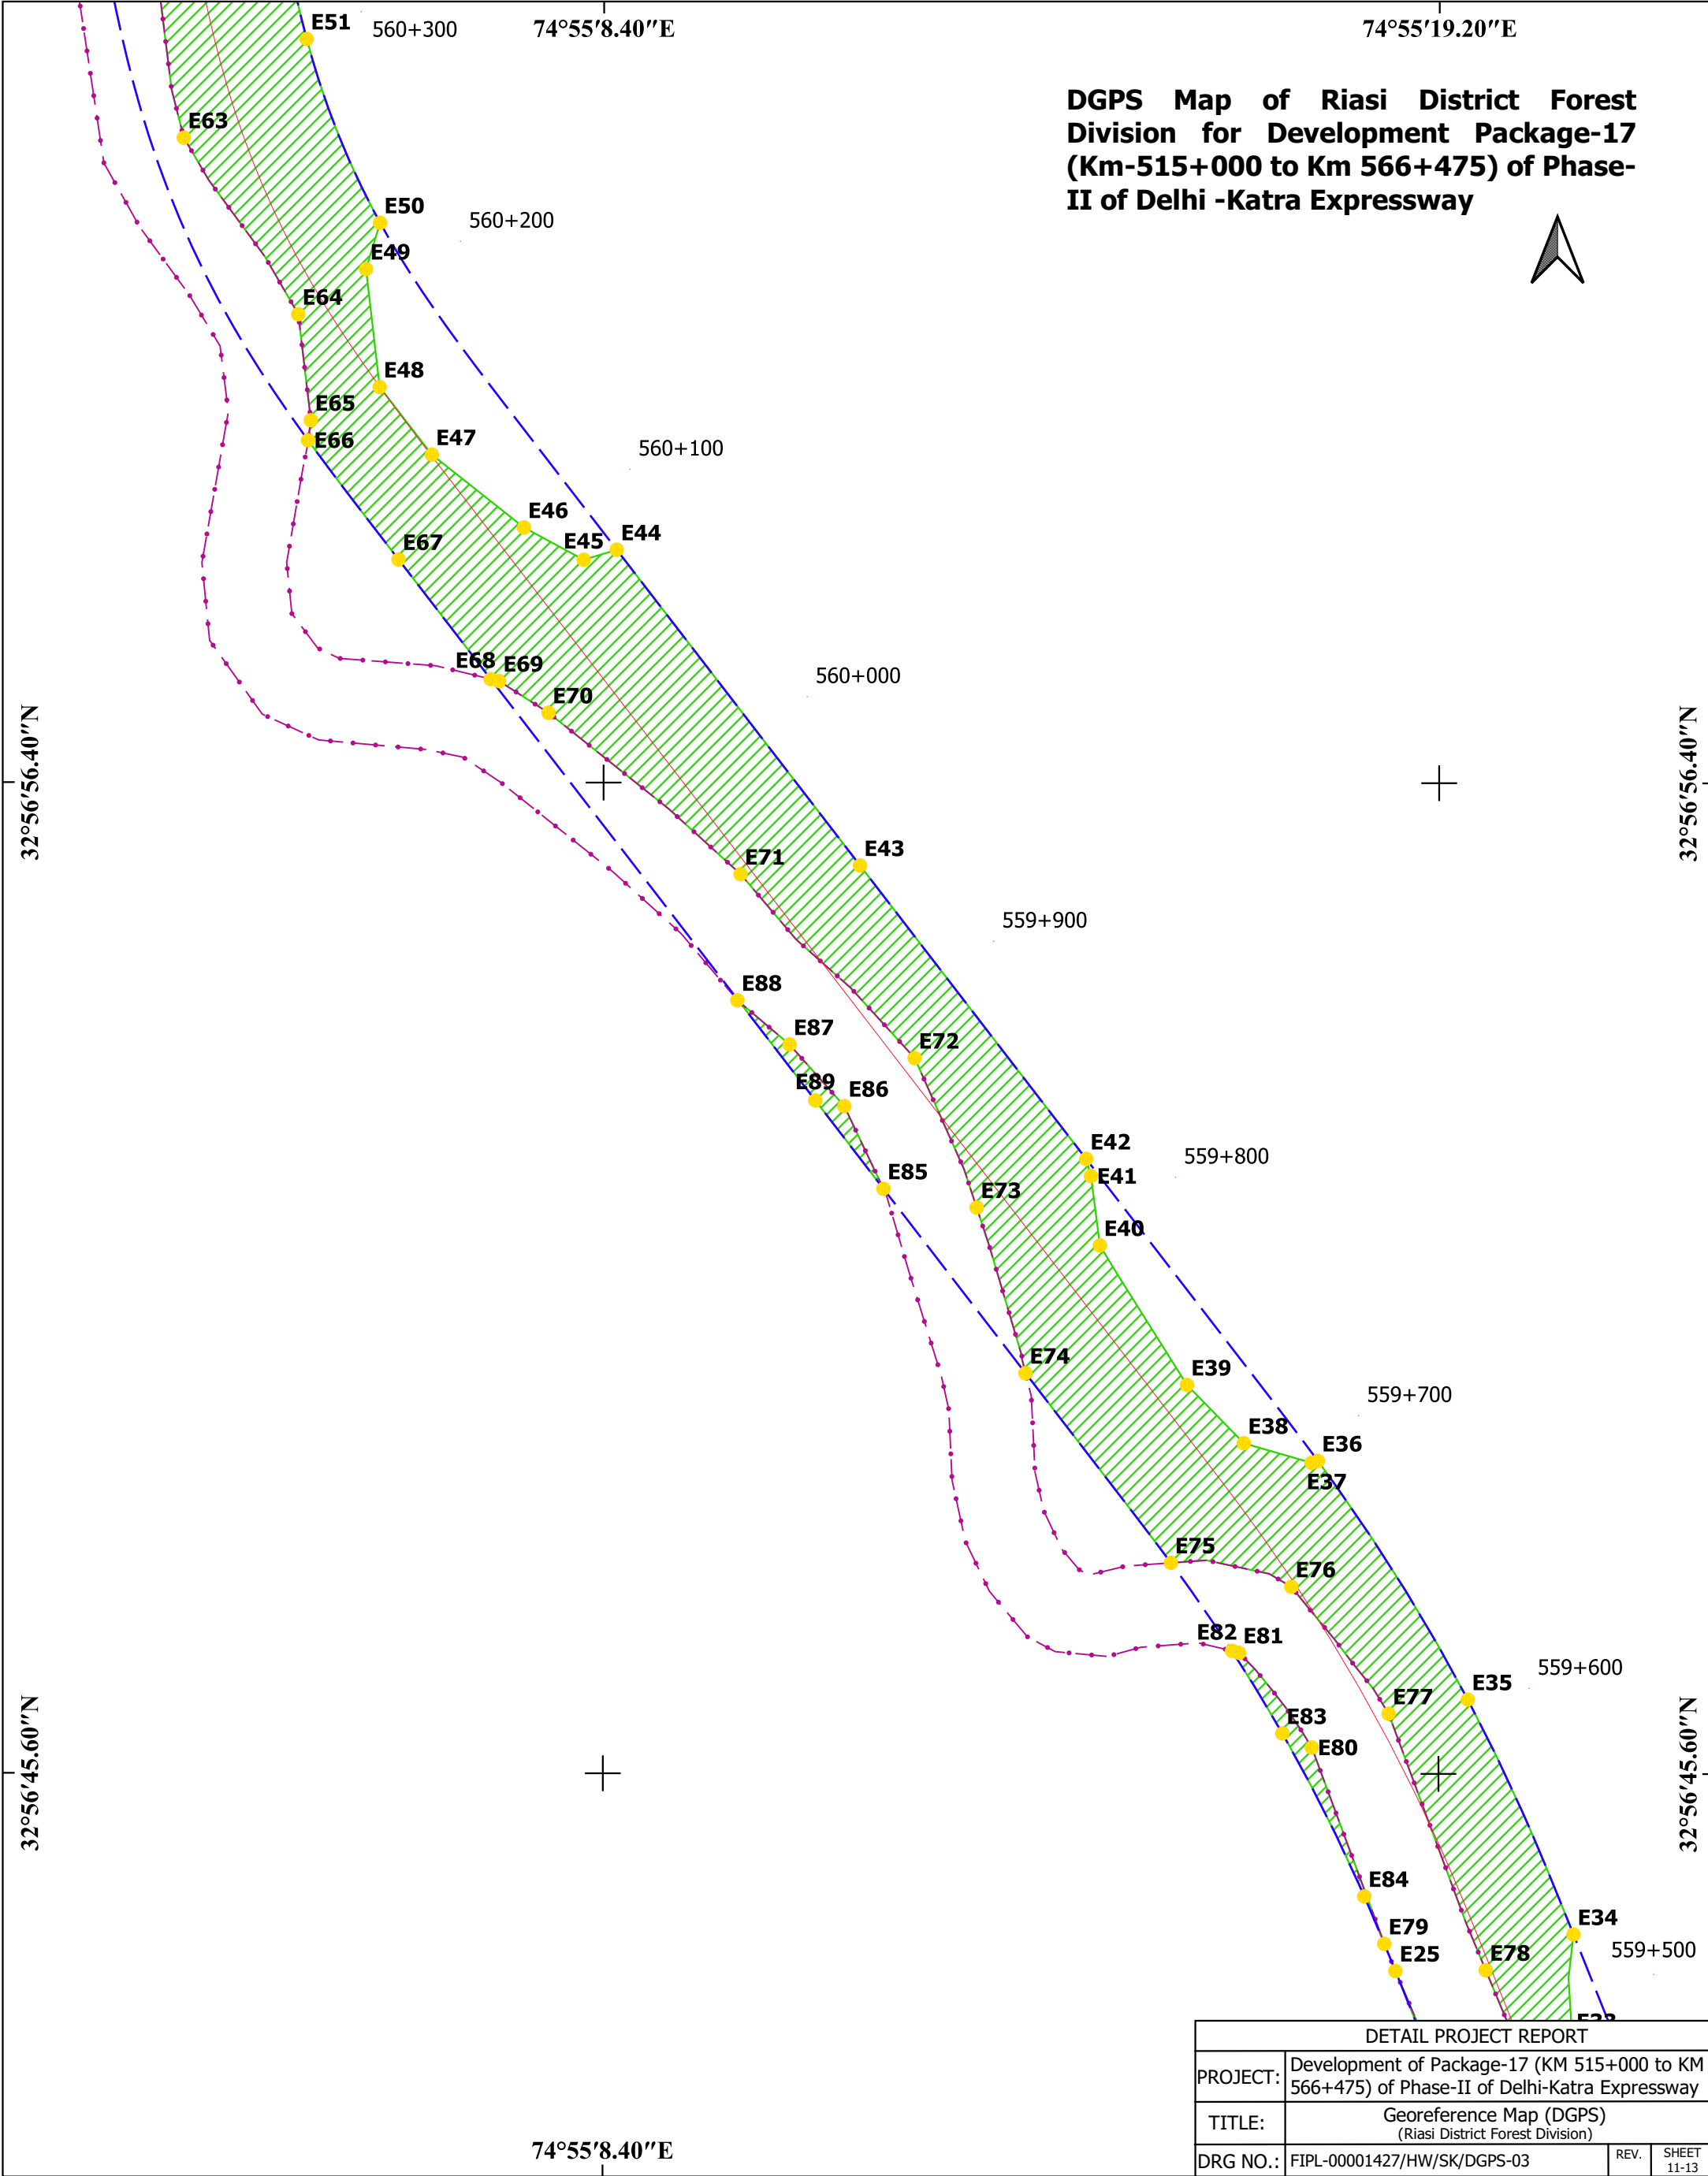 E51
560+300
74°55′8.40″E
74°55′19.20″E
DGPS Map of Riasi District Forest
Division for Development Package-17
(Km-515+000 to Km 566+475) of Phase-
II of Delhi -Katra Expressway
E63
E50
560+200
E49
E64
E48
E65
E66
E47
560+100
E46
E44
E45
E67
E68
E69
560+000
E70
32°56′56.40″N
32°56′56.40″N
E43
E71
559+900
E88
E87
E72
E89
E86
E42
559+800
E41
E85
E73
E40
E74
E39
559+700
E38
E36
E37
E75
E76
E82
E81
559+600
E35
E77
E83
E80
32°56′45.60″N
32°56′45.60″N
E84
E34
E79
559+500
E78
E25
DETAIL PROJECT REPORT
PROJECT:
Development of Package-17 (KM 515+000 to KM
566+475) of Phase-II of Delhi-Katra Expressway
TITLE:
Georeference Map (DGPS)
(Riasi District Forest Division)
74°55′8.40″E
DRG NO.:
FIPL-00001427/HW/SK/DGPS-03
REV.
SHEET
11-13